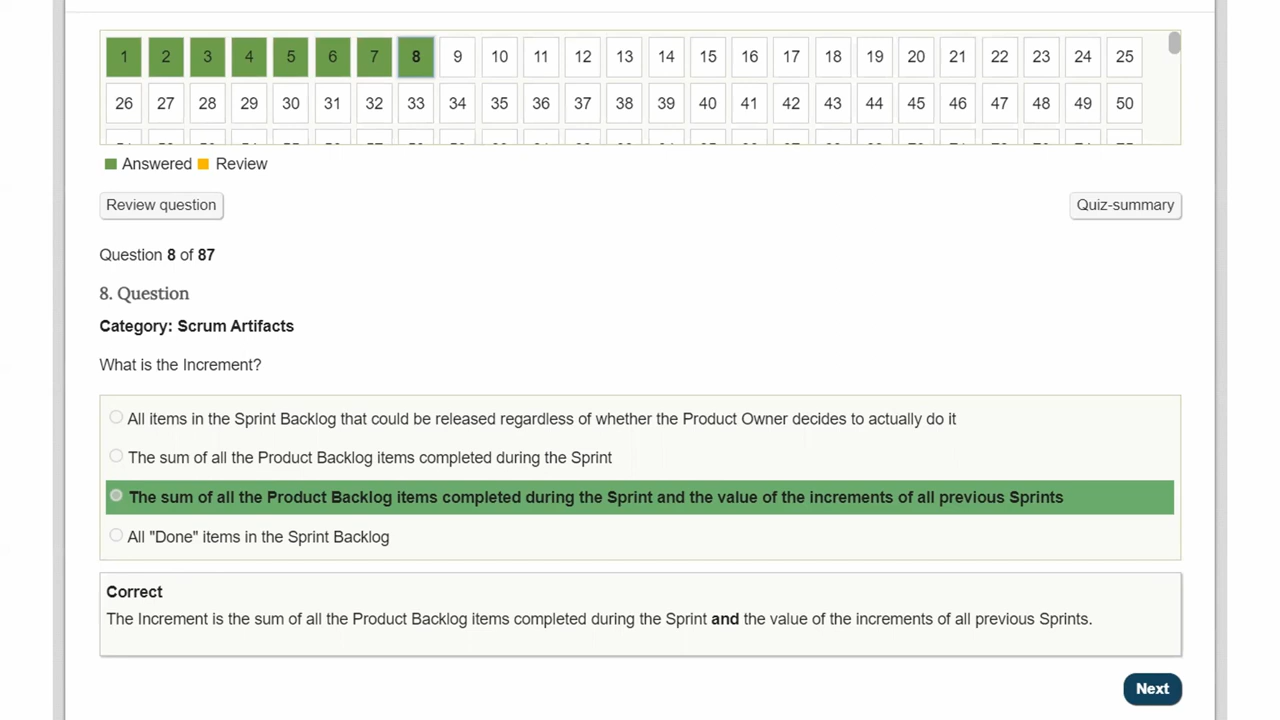 1 2 3 4 5 6 7 8 9 10 11 12 13 14 15 16 17 18 19 20 21 22 23 24 25
26 27 28 29 30 31 32 33 34 35 36 37 38 39 40 41 42 43 44 45 46 47 48 49 50
Answered Review
Review question Quiz-summary
Question 8 of 87
8. Question
Category: Scrum Artifacts
What is the Increment?
All items in the Sprint Backlog that could be released regardless of whether the Product Owner decides to actually do it
The sum of all the Product Backlog items completed during the Sprint
The sum of all the Product Backlog items completed during the Sprint and the value of the increments of all previous Sprints
All "Done" items in the Sprint Backlog
Correct
The Increment is the sum of all the Product Backlog items completed during the Sprint and the value of the increments of all previous Sprints.
Next